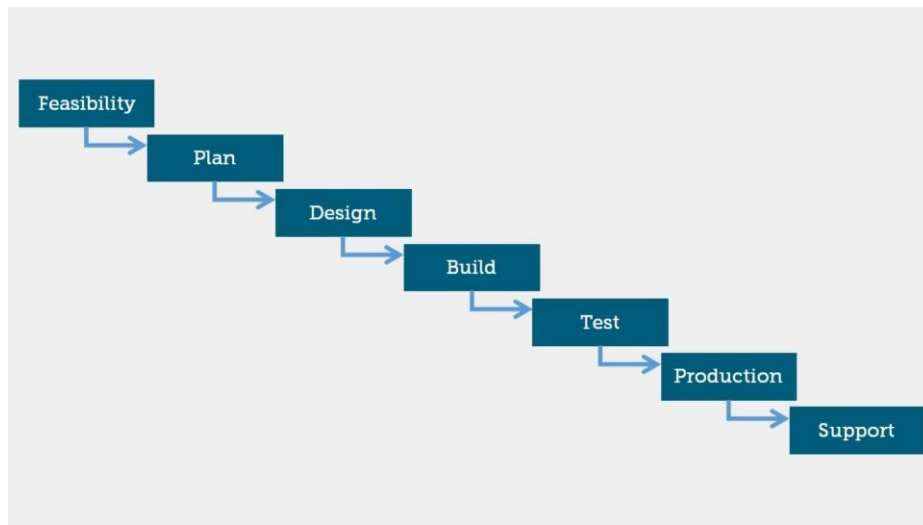 Feasibility
Plan
Design
Build
Test
Production
Support